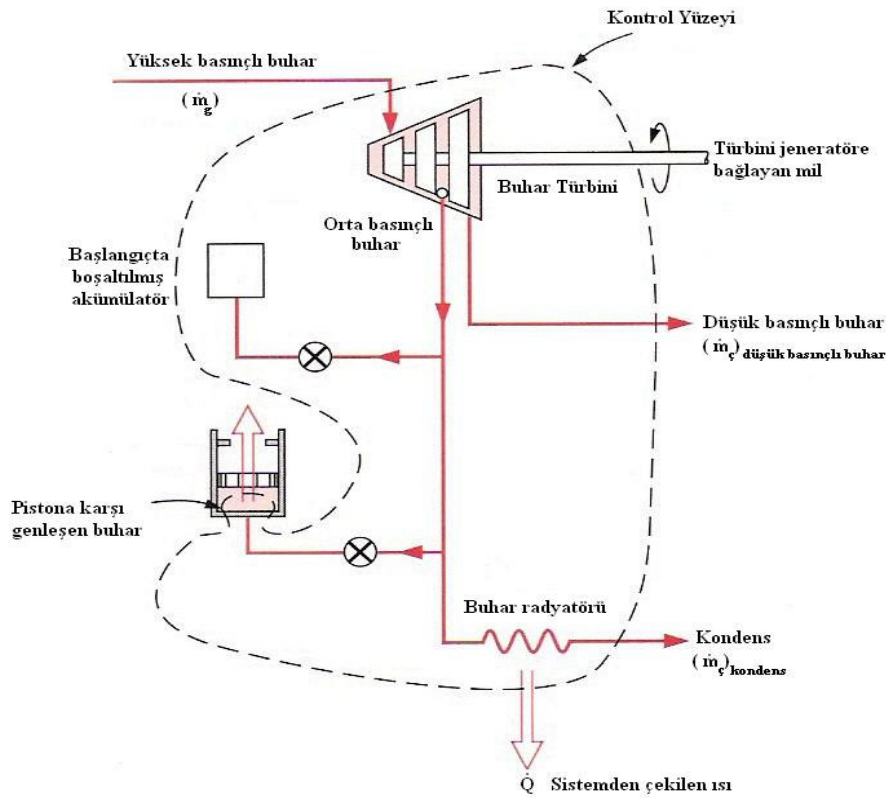 Kontrol Yüzeyi
Yüksek basınçlı buhar
(ṁg)
Türbini jeneratöre
bağlayan mil
Buhar Türbini
Orta basınçlı
buhar
Başlangıçta
boşaltılmış
akümülatör
Düşük basınçlı buhar
(ṁç) düşük basınçlı buhar
Pistona karşı
genleşen buhar
Buhar radyatörü
Kondens
(ṁç) kondens
Q̇ Sistemden çekilen ısı